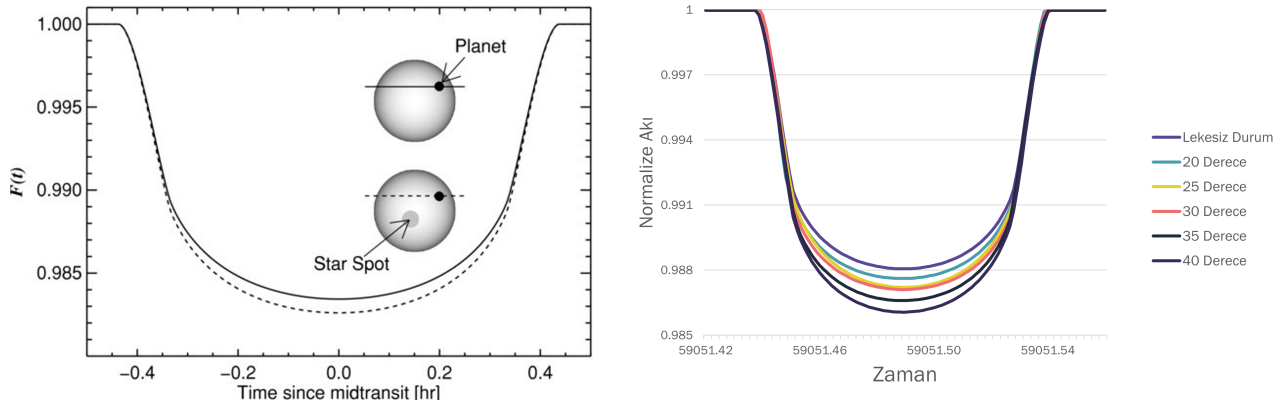 1.000
0.995
0.990
0.985
F(t)
Planet
Star Spot
−0.4 −0.2 0.0 0.2 0.4
Time since midtransit [hr]
1
0.997
0.994
0.991
0.988
0.985
Normalize Akı
59051.42 59051.46 59051.50 59051.54
Zaman
Lekesiz Durum
20 Derece
25 Derece
30 Derece
35 Derece
40 Derece